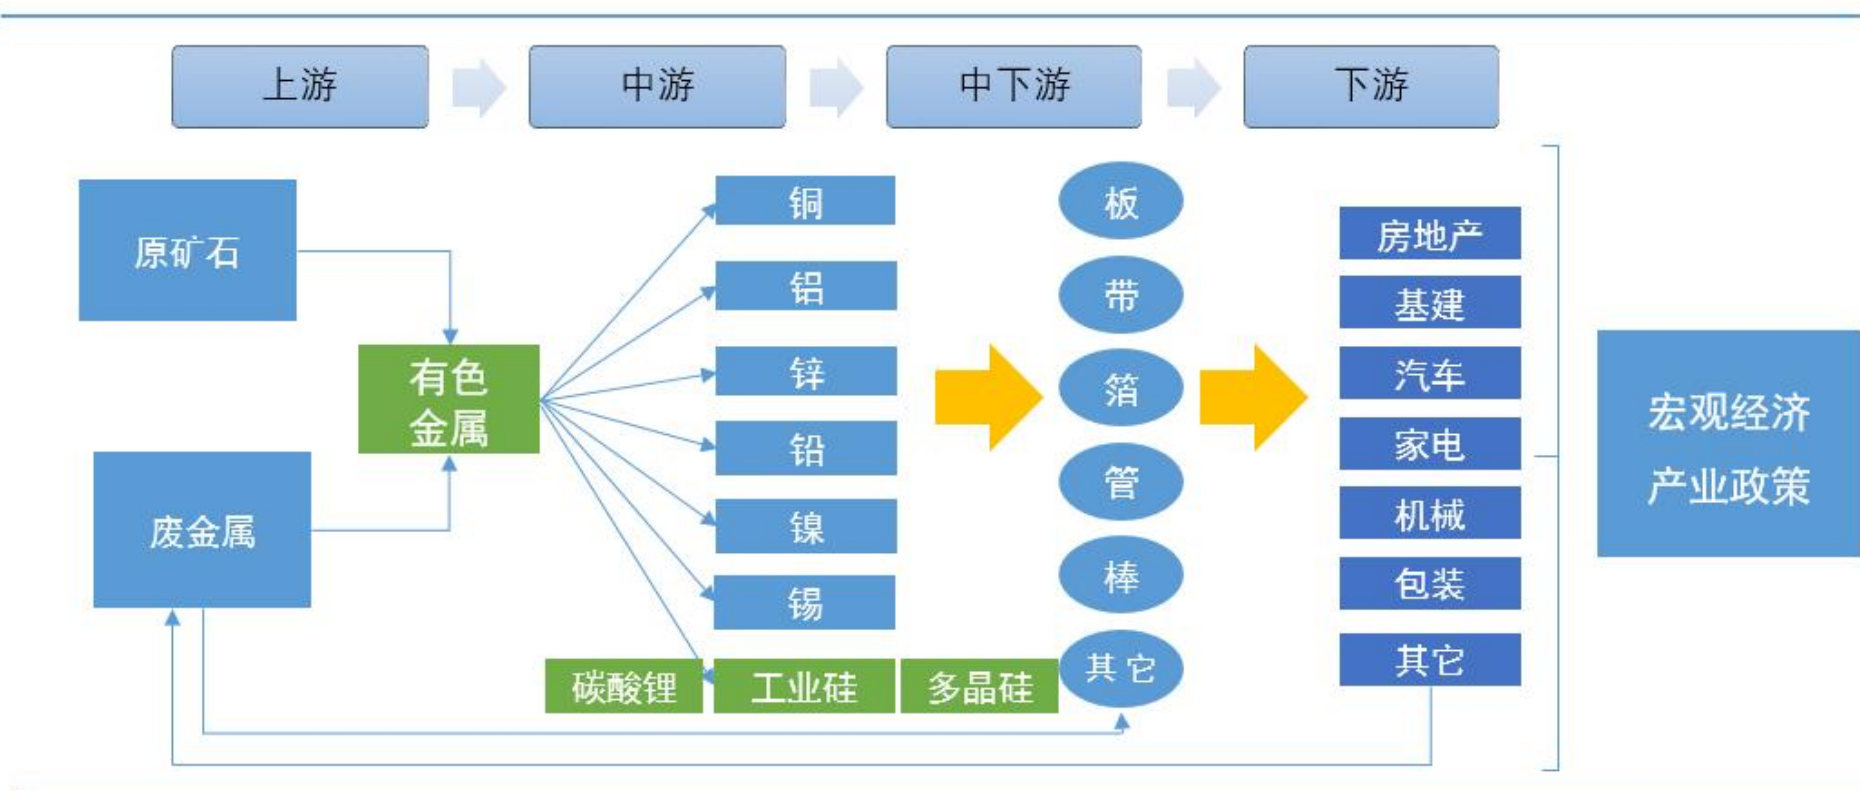 上游
中游
中下游
下游
原矿石
废金属
有色
金属
铜
铝
锌
铅
镍
锡
碳酸锂
工业硅
多晶硅
板
带
箔
管
棒
其它
房地产
基建
汽车
家电
机械
包装
其它
宏观经济
产业政策